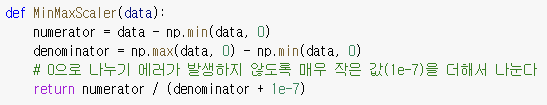 def MinMaxScaler(data):
    numerator = data - np.min(data, 0)
    denominator = np.max(data, 0) - np.min(data, 0)
    # 0으로 나누기 에러가 발생하지 않도록 매우 작은 값(1e-7)을 더해서 나눈다
    return numerator / (denominator + 1e-7)